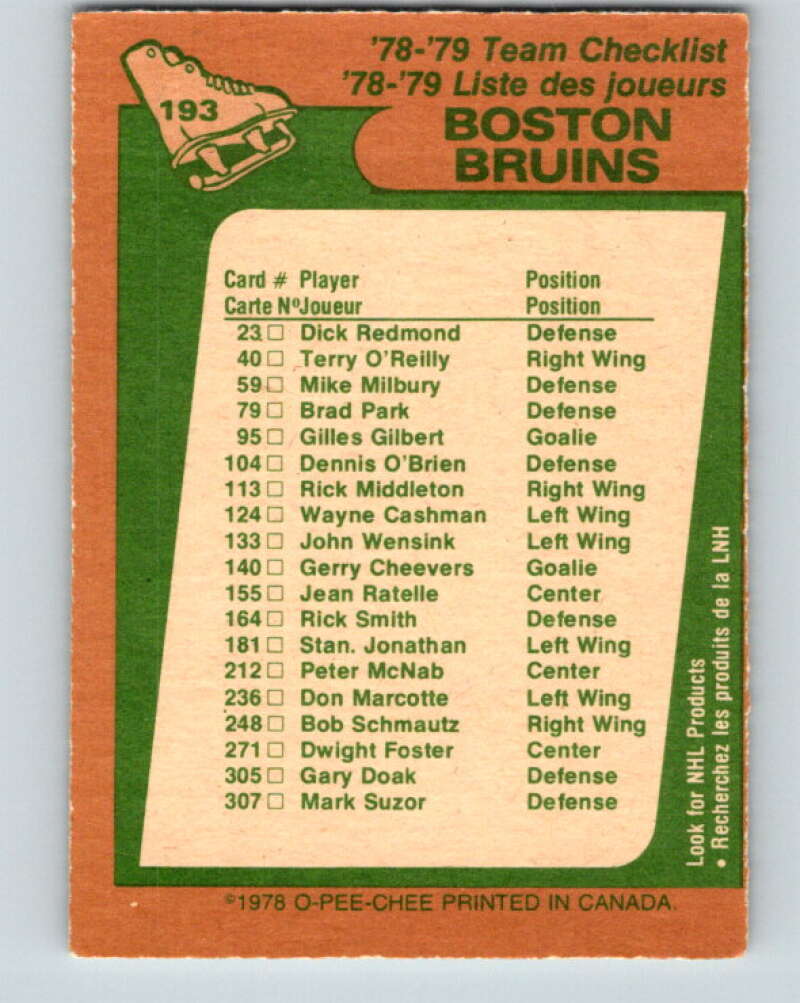 193
'78-'79 Team Checklist
'78-'79 Liste des joueurs
BOSTON
BRUINS
Card # Player Position
Carte Nº Joueur Position
23 □ Dick Redmond Defense
40 □ Terry O'Reilly Right Wing
59 □ Mike Milbury Defense
79 □ Brad Park Defense
95 □ Gilles Gilbert Goalie
104 □ Dennis O'Brien Defense
113 □ Rick Middleton Right Wing
124 □ Wayne Cashman Left Wing
133 □ John Wensink Left Wing
140 □ Gerry Cheevers Goalie
155 □ Jean Ratelle Center
164 □ Rick Smith Defense
181 □ Stan. Jonathan Left Wing
212 □ Peter McNab Center
236 □ Don Marcotte Left Wing
248 □ Bob Schmautz Right Wing
271 □ Dwight Foster Center
305 □ Gary Doak Defense
307 □ Mark Suzor Defense
Look for NHL Products
• Recherchez les produits de la LNH
©1978 O-PEE-CHEE PRINTED IN CANADA.